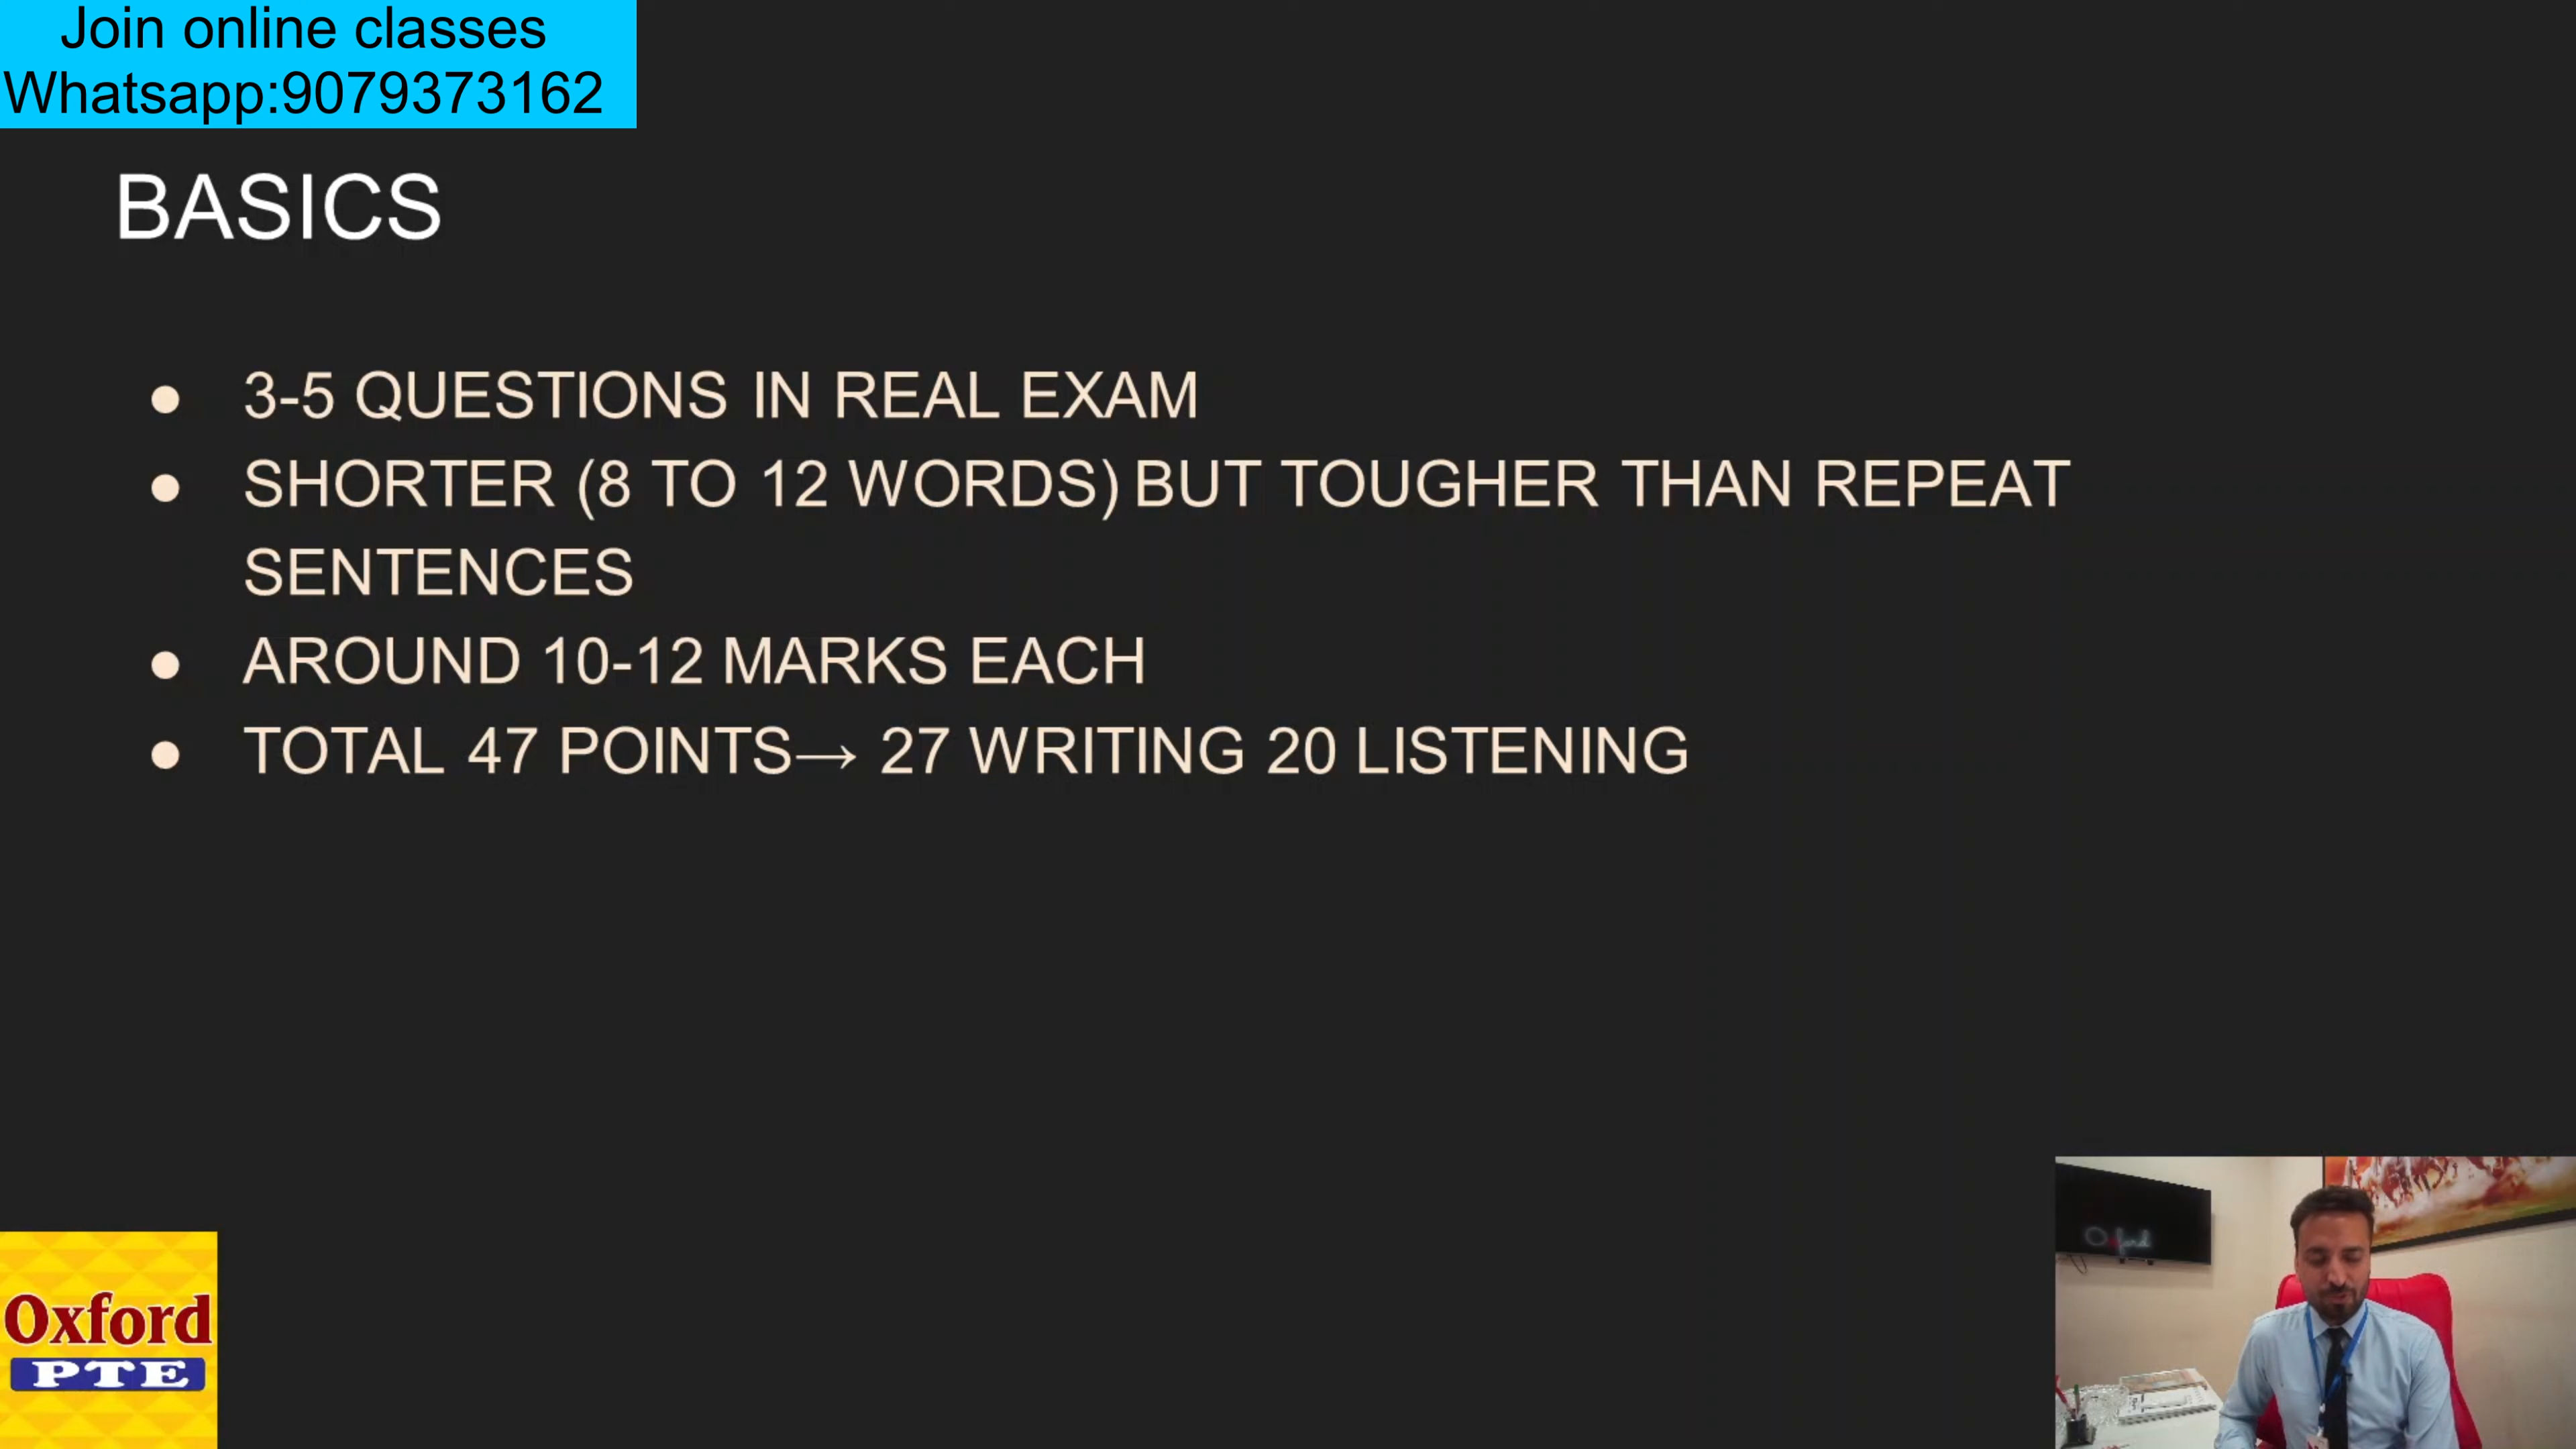 Join online classes
Whatsapp:9079373162
BASICS
● 3-5 QUESTIONS IN REAL EXAM
● SHORTER (8 TO 12 WORDS) BUT TOUGHER THAN REPEAT
SENTENCES
● AROUND 10-12 MARKS EACH
● TOTAL 47 POINTS→ 27 WRITING 20 LISTENING
Oxford
Oxford
PTE